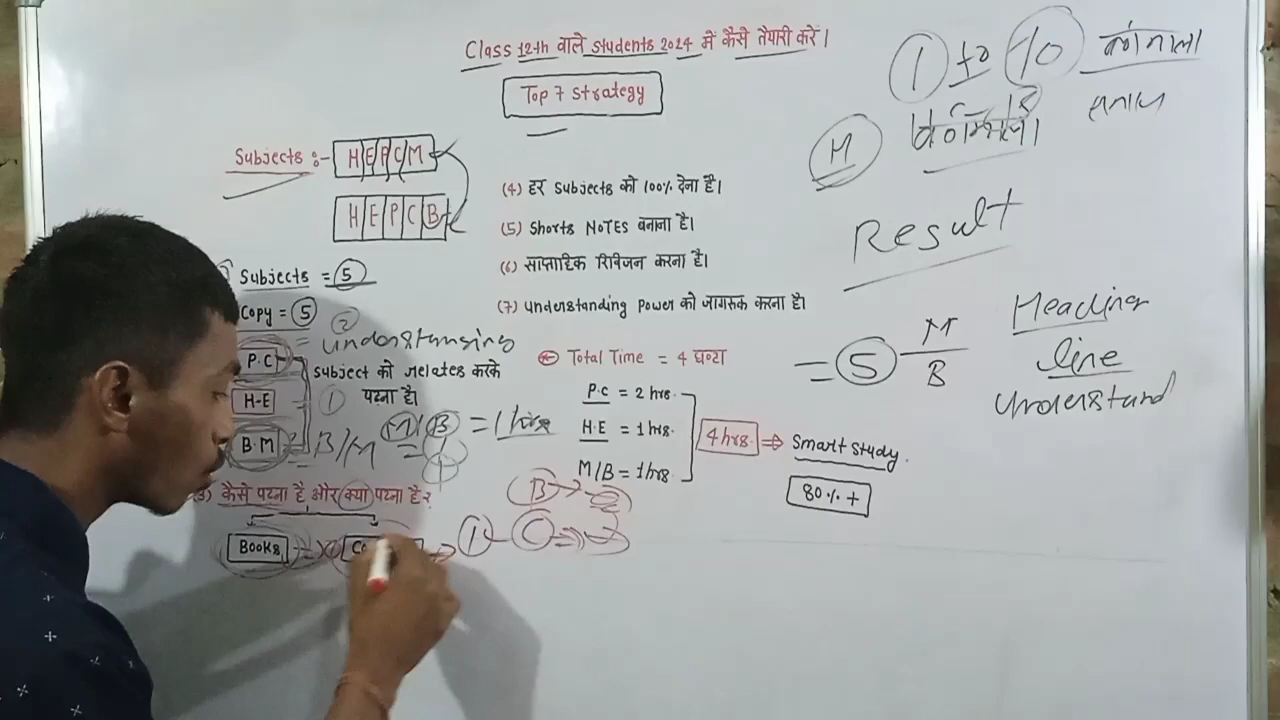 Class 12th वाले students 2024 में कैसे तैयारी करें।
Top 7 strategy
Subjects :- H E P C M
H E P C B
Subjects = 5
Copy = 5
2
= understanding
P.C
H-E
B.M
subject को relates करके
1 पढ़ना है।
= B/M
M/B = 1 hrs
कैसे पढ़ना है और क्या पढ़ना है?
Books
(4) हर subjects को 100% देना है।
(5) Shorts NOTES बनाना है।
(6) साप्ताहिक रिविजन करना है।
(7) understanding Power को जागरूक करना है।
Total Time = 4 घण्टा
P.C = 2 hrs.
H.E = 1 hrs.
M/B = 1 hrs.
4 hrs. ⇒ Smart study.
80% +
B →
1 to 10
H
Result
= 5 M/B
Headline
line
understand